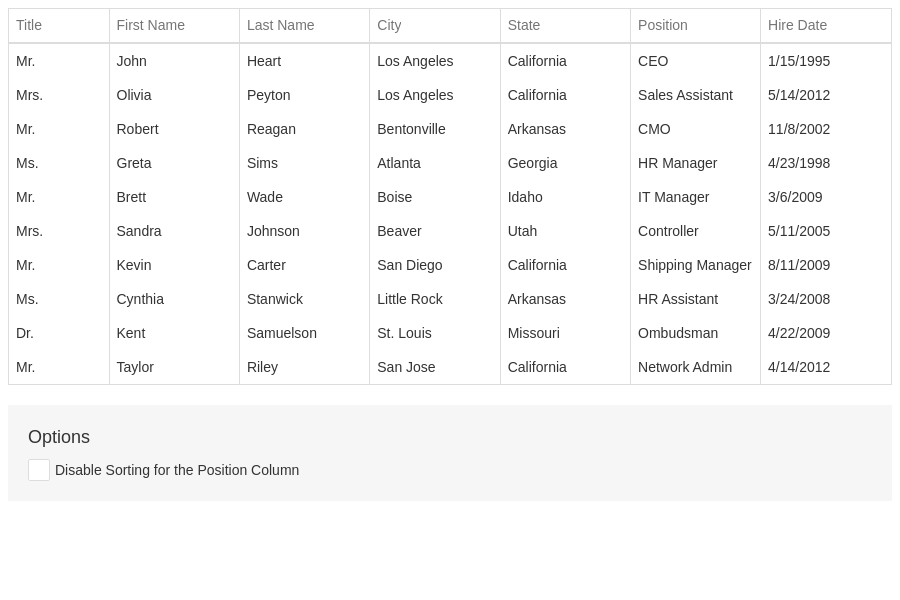 Title First Name Last Name City State Position Hire Date
Mr. John Heart Los Angeles California CEO 1/15/1995
Mrs. Olivia Peyton Los Angeles California Sales Assistant 5/14/2012
Mr. Robert Reagan Bentonville Arkansas CMO 11/8/2002
Ms. Greta Sims Atlanta Georgia HR Manager 4/23/1998
Mr. Brett Wade Boise Idaho IT Manager 3/6/2009
Mrs. Sandra Johnson Beaver Utah Controller 5/11/2005
Mr. Kevin Carter San Diego California Shipping Manager 8/11/2009
Ms. Cynthia Stanwick Little Rock Arkansas HR Assistant 3/24/2008
Dr. Kent Samuelson St. Louis Missouri Ombudsman 4/22/2009
Mr. Taylor Riley San Jose California Network Admin 4/14/2012
Options
Disable Sorting for the Position Column